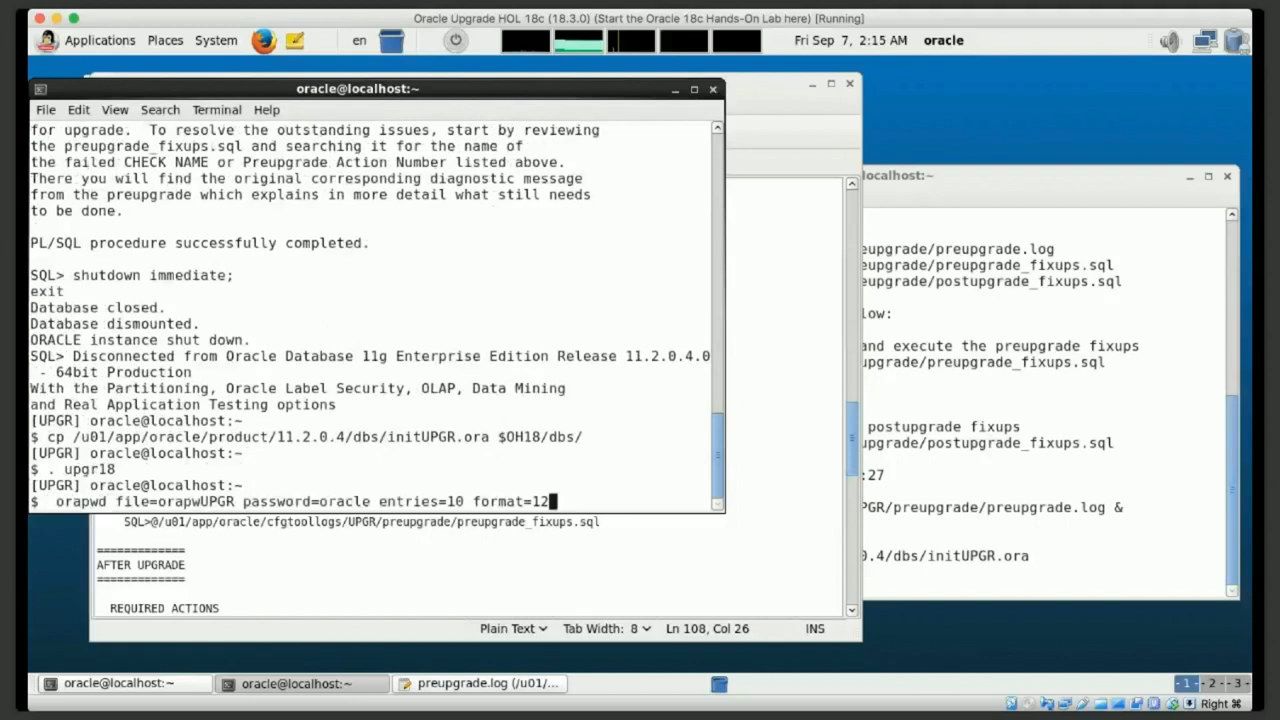 Oracle Upgrade HOL 18c (18.3.0) (Start the Oracle 18c Hands-On Lab here) [Running]
Applications Places System en Fri Sep 7, 2:15 AM oracle
oracle@localhost:~
File Edit View Search Terminal Help
for upgrade.  To resolve the outstanding issues, start by reviewing
the preupgrade_fixups.sql and searching it for the name of
the failed CHECK NAME or Preupgrade Action Number listed above.
There you will find the original corresponding diagnostic message
from the preupgrade which explains in more detail what still needs
to be done.
PL/SQL procedure successfully completed.
SQL> shutdown immediate;
exit
Database closed.
Database dismounted.
ORACLE instance shut down.
SQL> Disconnected from Oracle Database 11g Enterprise Edition Release 11.2.0.4.0
- 64bit Production
With the Partitioning, Oracle Label Security, OLAP, Data Mining
and Real Application Testing options
[UPGR] oracle@localhost:~
$ cp /u01/app/oracle/product/11.2.0.4/dbs/initUPGR.ora $OH18/dbs/
[UPGR] oracle@localhost:~
$ . upgr18
[UPGR] oracle@localhost:~
$  orapwd file=orapwUPGR password=oracle entries=10 format=12
SQL>@/u01/app/oracle/cfgtoollogs/UPGR/preupgrade/preupgrade_fixups.sql
=============
AFTER UPGRADE
=============
REQUIRED ACTIONS
Plain Text Tab Width: 8 Ln 108, Col 26 INS
localhost:~
eupgrade/preupgrade.log
eupgrade/preupgrade_fixups.sql
eupgrade/postupgrade_fixups.sql
low:
and execute the preupgrade fixups
upgrade/preupgrade_fixups.sql
postupgrade fixups
upgrade/postupgrade_fixups.sql
:27
PGR/preupgrade/preupgrade.log &
0.4/dbs/initUPGR.ora
oracle@localhost:~ oracle@localhost:~ preupgrade.log (/u01/... - 1 - - 2 - - 3 -
Right ⌘